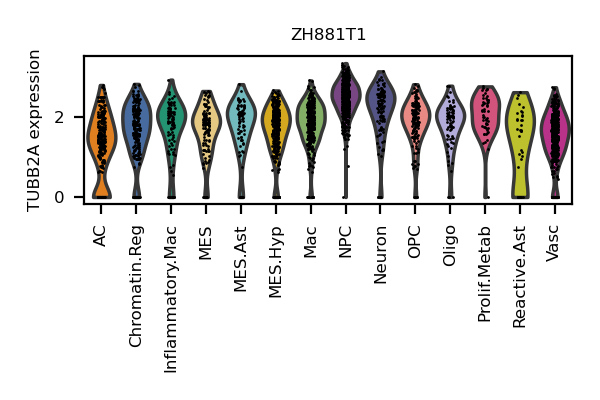 ZH881T1
TUBB2A expression
2
0
AC
Chromatin.Reg
Inflammatory.Mac
MES
MES.Ast
MES.Hyp
Mac
NPC
Neuron
OPC
Oligo
Prolif.Metab
Reactive.Ast
Vasc